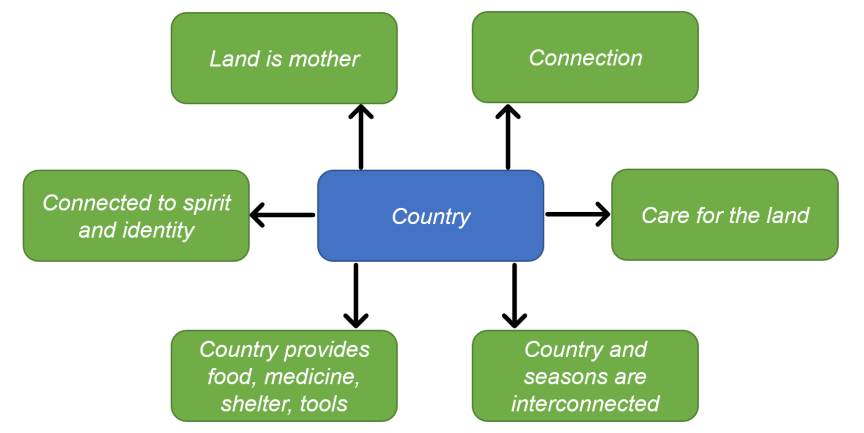 Land is mother
Connection
Connected to spirit
and identity
Country
Care for the land
Country provides
food, medicine,
shelter, tools
Country and
seasons are
interconnected